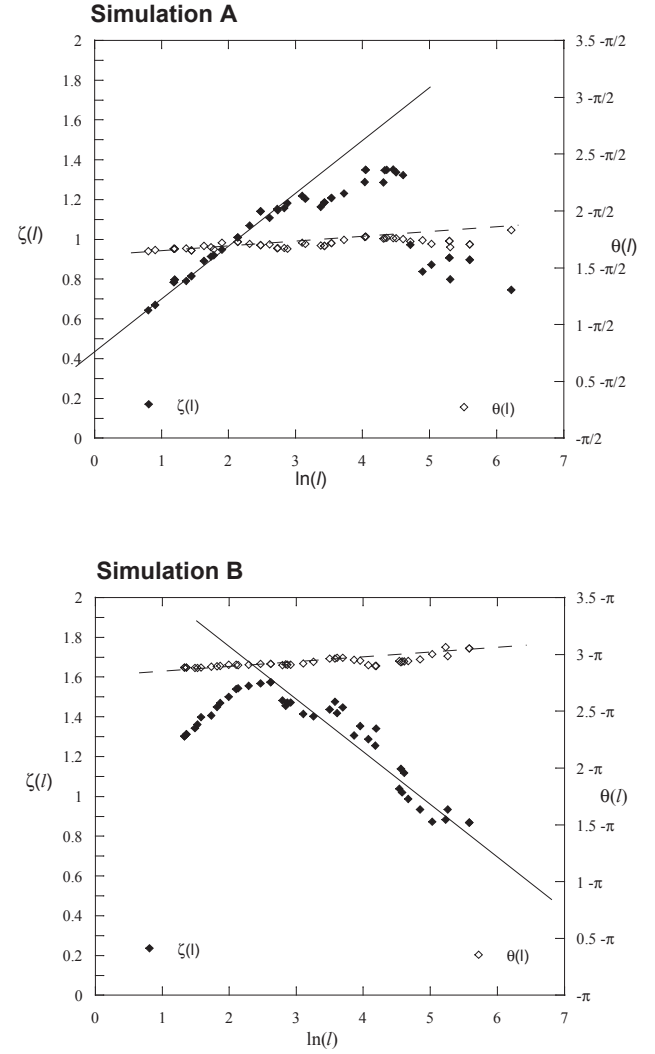 Simulation A
2
1.8
1.6
1.4
1.2
1
0.8
0.6
0.4
0.2
0
ζ(l)
3.5 -π/2
3 -π/2
2.5 -π/2
2 -π/2
1.5 -π/2
1 -π/2
0.5 -π/2
-π/2
θ(l)
ζ(l)
θ(l)
0 1 2 3 4 5 6 7
ln(l)
Simulation B
2
1.8
1.6
1.4
1.2
1
0.8
0.6
0.4
0.2
0
ζ(l)
3.5 -π
3 -π
2.5 -π
2 -π
1.5 -π
1 -π
0.5 -π
-π
θ(l)
ζ(l)
θ(l)
0 1 2 3 4 5 6 7
ln(l)